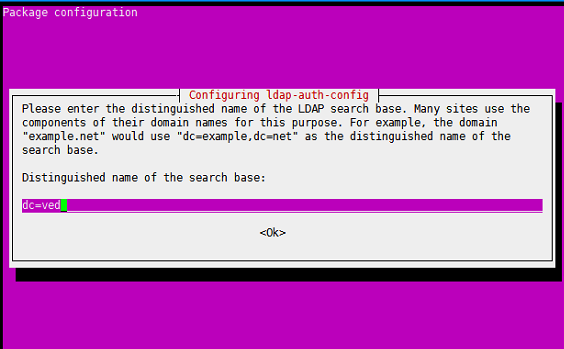 Package configuration
Configuring ldap-auth-config
Please enter the distinguished name of the LDAP search base. Many sites use the
components of their domain names for this purpose. For example, the domain
"example.net" would use "dc=example,dc=net" as the distinguished name of the
search base.
Distinguished name of the search base:
dc=ved
<Ok>